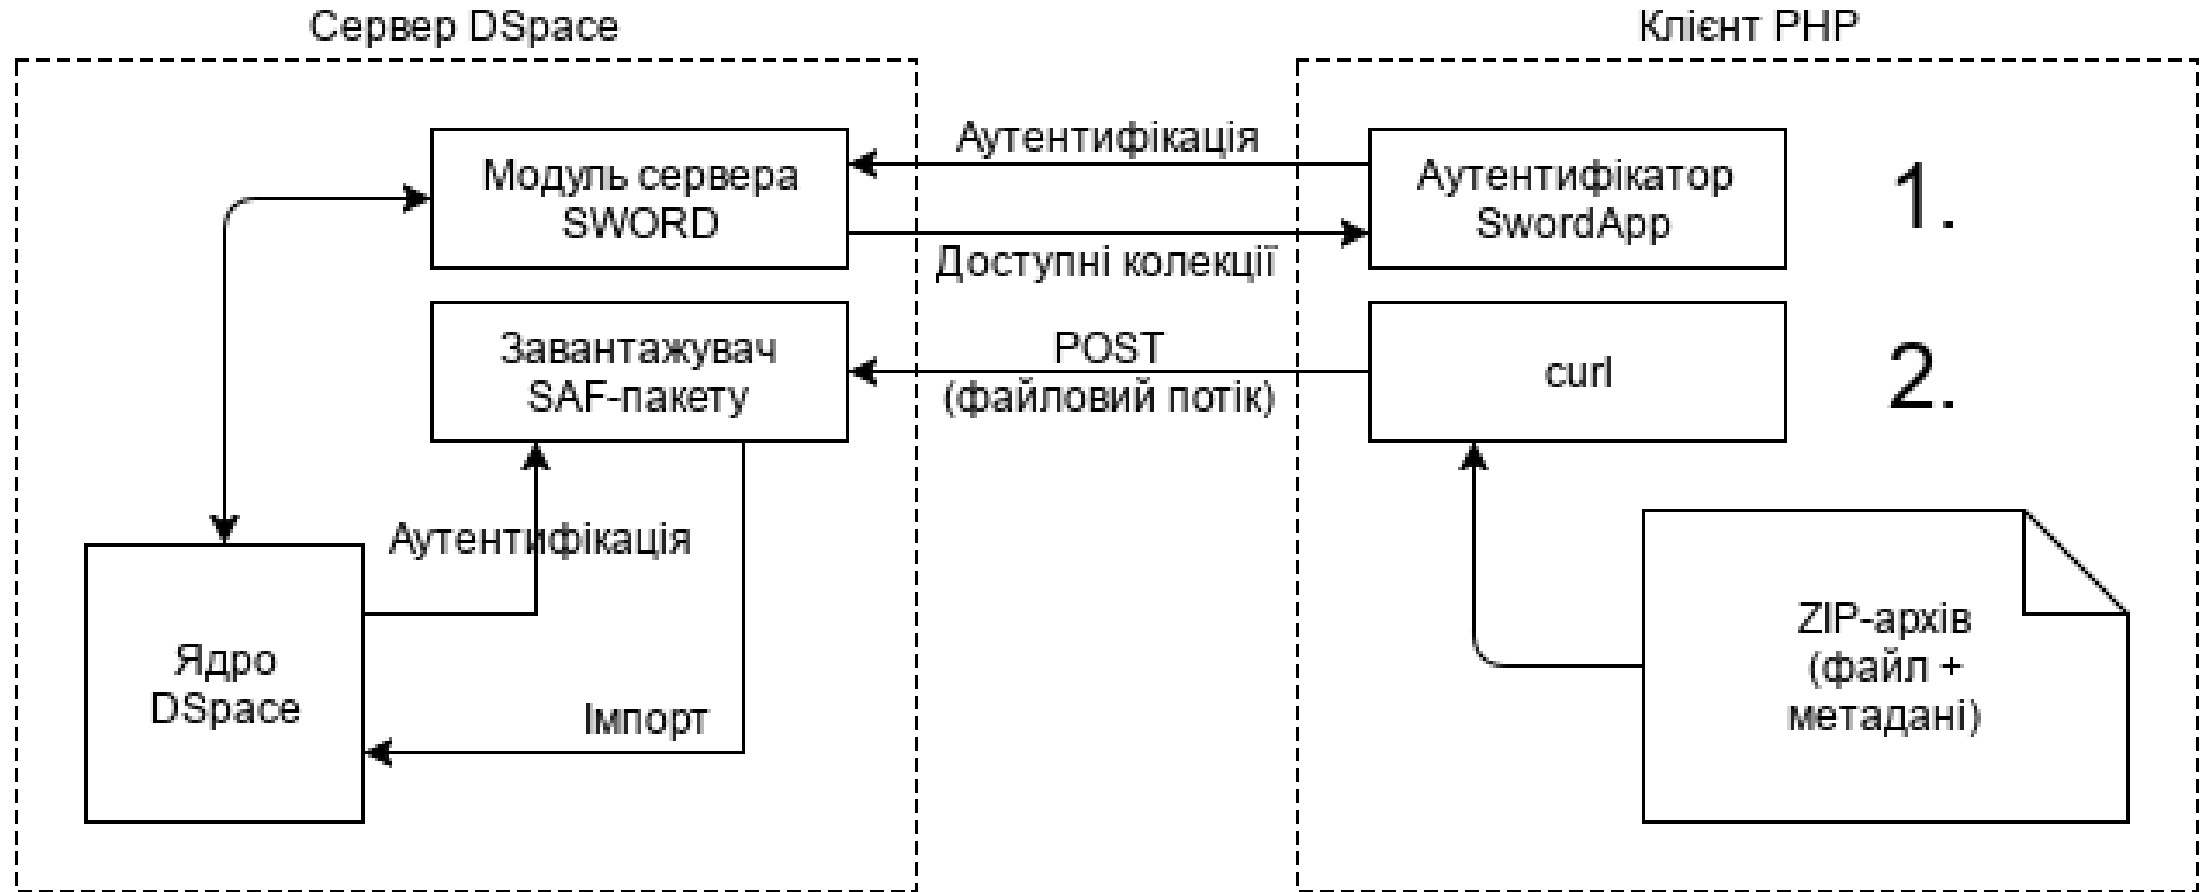 Сервер DSpace
Клієнт PHP
Модуль сервера
SWORD
Аутентифікація
Доступні колекції
Аутентифікатор
SwordApp
1.
Завантажувач
SAF-пакету
POST
(файловий потік)
curl
2.
Аутентифікація
Ядро
DSpace
Імпорт
ZIP-архів
(файл +
метадані)